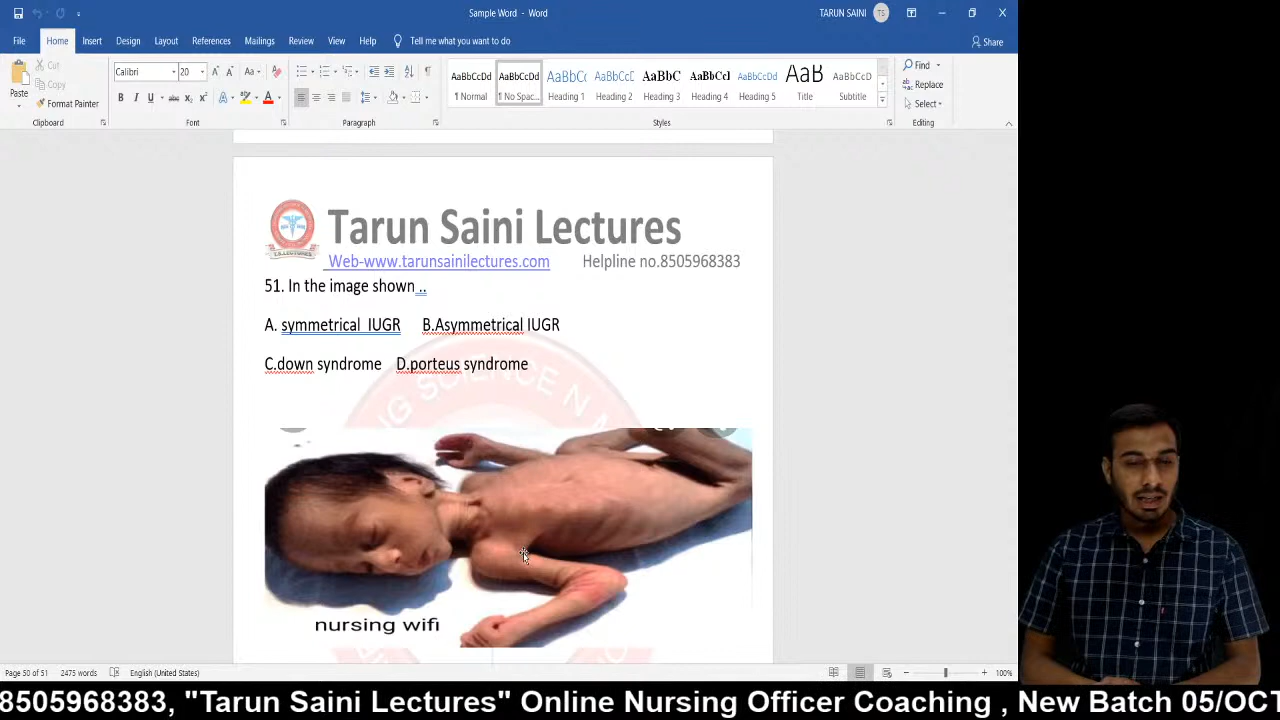 Sample Word - Word
TARUN SAINI
TS
File Home Insert Design Layout References Mailings Review View Help Tell me what you want to do
Share
Paste
Cut
Copy
Format Painter
Clipboard
Calibri
20
Font
Paragraph
AaBbCcDd AaBbCcDd AaBbCc AaBbCcD AaBbC AaBbCcI AaBbCcD AaB AaBbCcD
¶ Normal ¶ No Spac... Heading 1 Heading 2 Heading 3 Heading 4 Heading 5 Title Subtitle
Styles
Find
Replace
Select
Editing
Tarun Saini Lectures
Web-www.tarunsainilectures.com Helpline no.8505968383
51. In the image shown ..
A. symmetrical IUGR B.Asymmetrical IUGR
C.down syndrome D.porteus syndrome
nursing wifi
Page 50 of 51 2475 words English (United States)
100%
8505968383, "Tarun Saini Lectures" Online Nursing Officer Coaching , New Batch 05/OCT